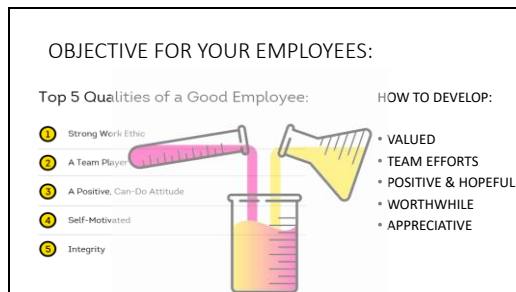 OBJECTIVE FOR YOUR EMPLOYEES:
Top 5 Qualities of a Good Employee:
1 Strong Work Ethic
2 A Team Player
3 A Positive, Can-Do Attitude
4 Self-Motivated
5 Integrity
HOW TO DEVELOP:
• VALUED
• TEAM EFFORTS
• POSITIVE & HOPEFUL
• WORTHWHILE
• APPRECIATIVE